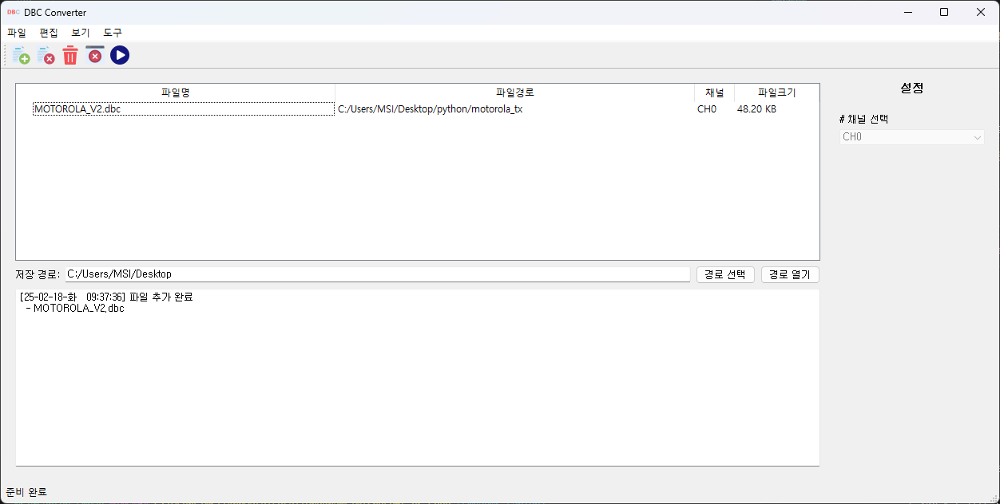 DBC DBC Converter
파일 편집 보기 도구
파일명 파일경로 채널 파일크기
MOTOROLA_V2.dbc C:/Users/MSI/Desktop/python/motorola_tx CH0 48.20 KB
설정
# 채널 선택
CH0
저장 경로: C:/Users/MSI/Desktop 경로 선택 경로 열기
[25-02-18-화 09:37:36] 파일 추가 완료
- MOTOROLA_V2.dbc
준비 완료